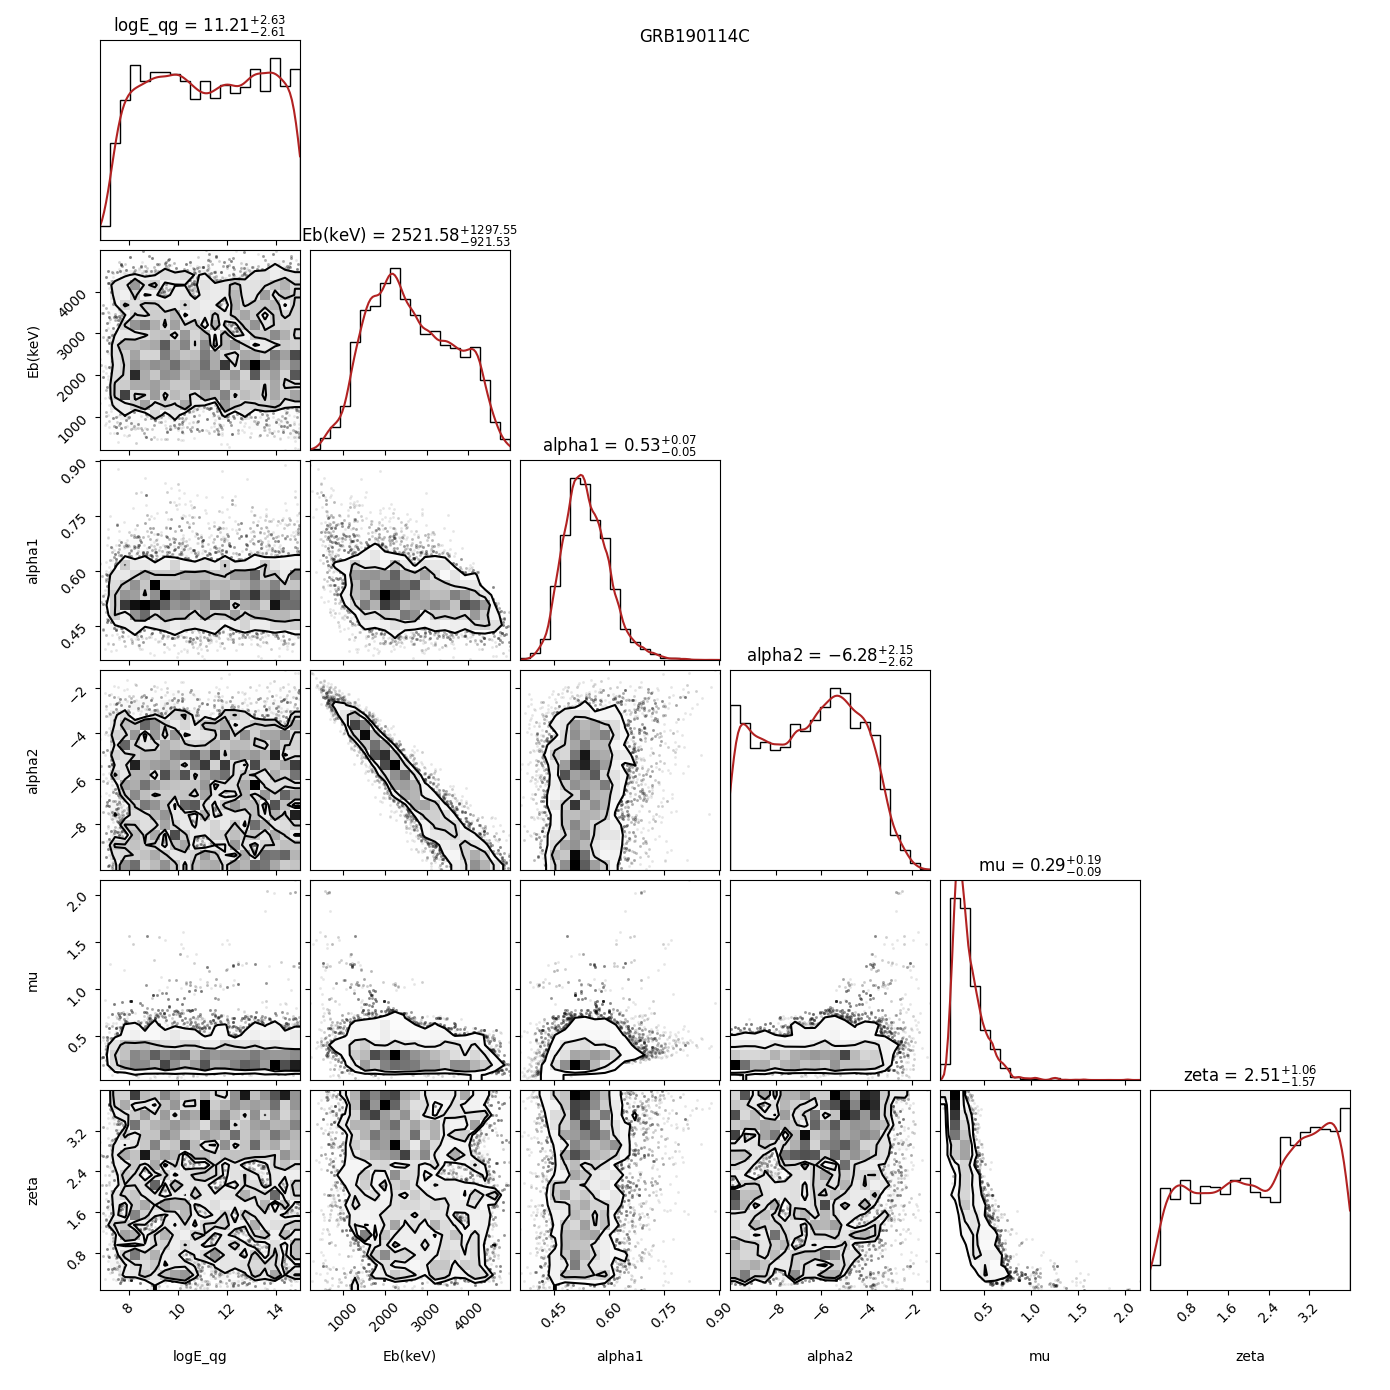 GRB190114C
logE_qg = 11.21+2.63 −2.61
Eb(keV) = 2521.58+1297.55 −921.53
4000
3000
2000
1000
Eb(keV)
alpha1 = 0.53+0.07 −0.05
0.90
0.75
0.60
0.45
alpha1
alpha2 = −6.28+2.15 −2.62
−2
−4
−6
−8
alpha2
mu = 0.29+0.19 −0.09
2.0
1.5
1.0
0.5
mu
zeta = 2.51+1.06 −1.57
3.2
2.4
1.6
0.8
zeta
8 10 12 14
1000 2000 3000 4000
0.45 0.60 0.75 0.90
−8 −6 −4 −2
0.5 1.0 1.5 2.0
0.8 1.6 2.4 3.2
logE_qg Eb(keV) alpha1 alpha2 mu zeta